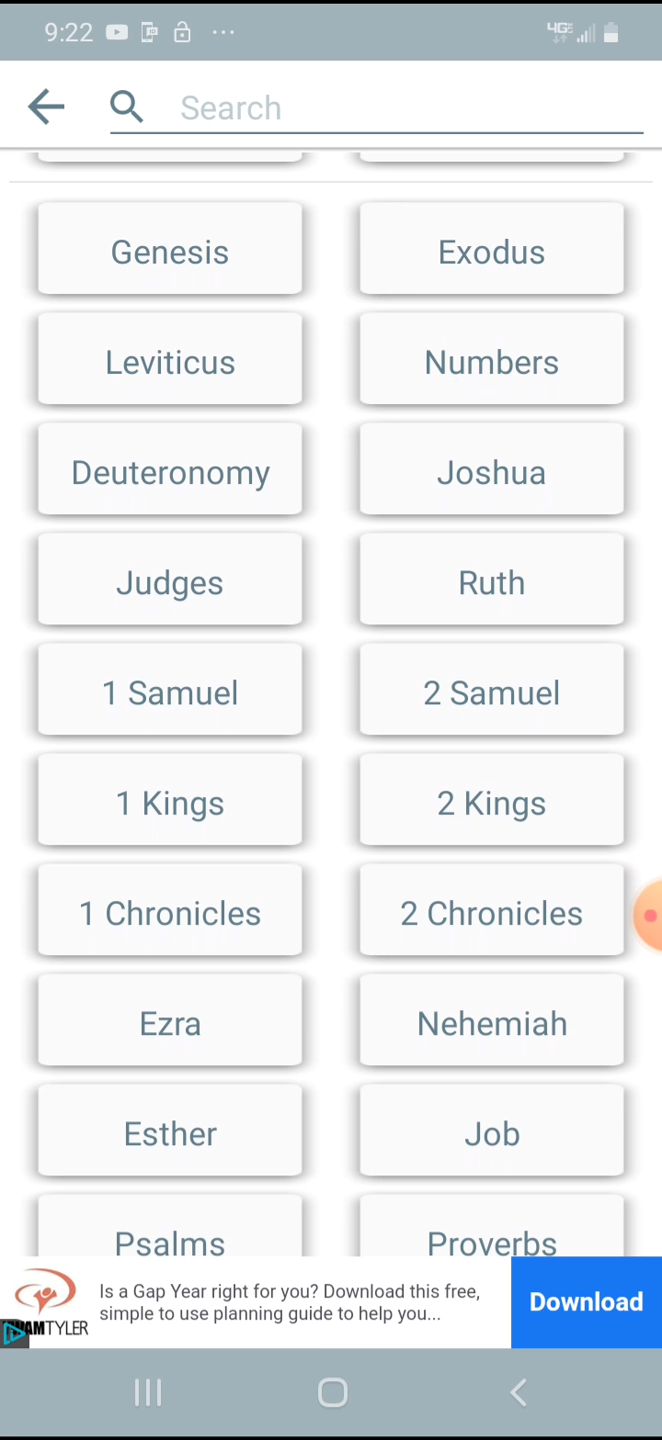 9:22
4GE
Search
Genesis
Exodus
Leviticus
Numbers
Deuteronomy
Joshua
Judges
Ruth
1 Samuel
2 Samuel
1 Kings
2 Kings
1 Chronicles
2 Chronicles
Ezra
Nehemiah
Esther
Job
Psalms
Proverbs
Is a Gap Year right for you? Download this free,
simple to use planning guide to help you...
Download
TYLER